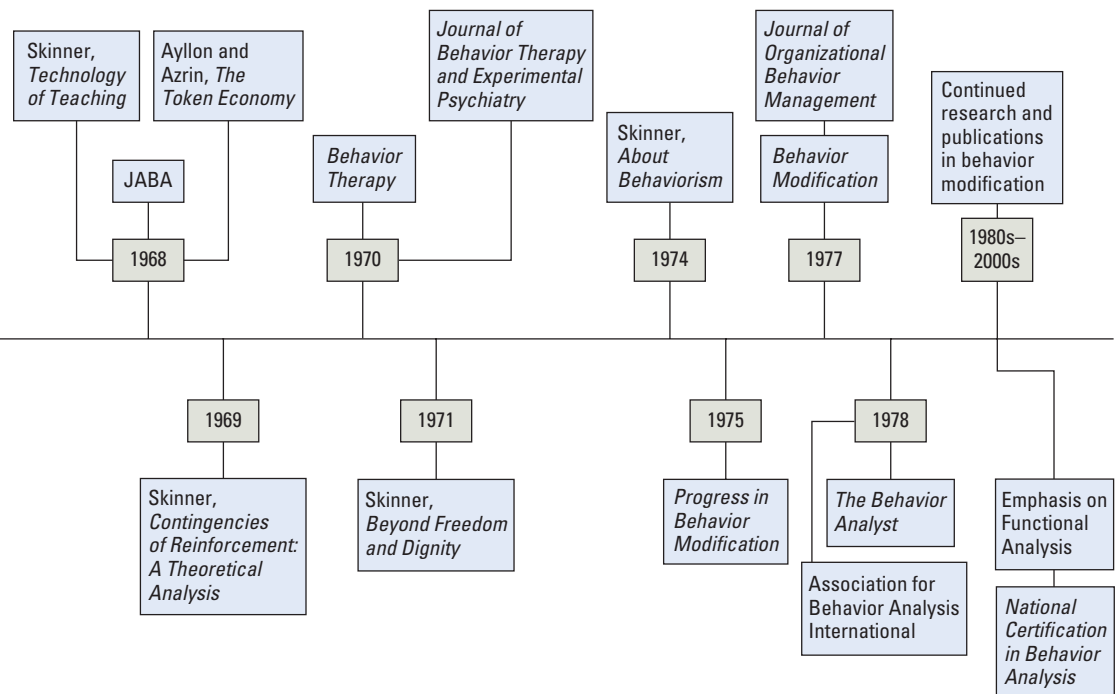 Skinner,
Technology
of Teaching
Ayllon and
Azrin, The
Token Economy
JABA
1968
Journal of
Behavior Therapy
and Experimental
Psychiatry
Behavior
Therapy
1970
Skinner,
About
Behaviorism
1974
Journal of
Organizational
Behavior
Management
Behavior
Modification
1977
Continued
research and
publications
in behavior
modification
1980s–
2000s
1969
Skinner,
Contingencies
of Reinforcement:
A Theoretical
Analysis
1971
Skinner,
Beyond Freedom
and Dignity
1975
Progress in
Behavior
Modification
1978
The Behavior
Analyst
Association for
Behavior Analysis
International
Emphasis on
Functional
Analysis
National
Certification
in Behavior
Analysis